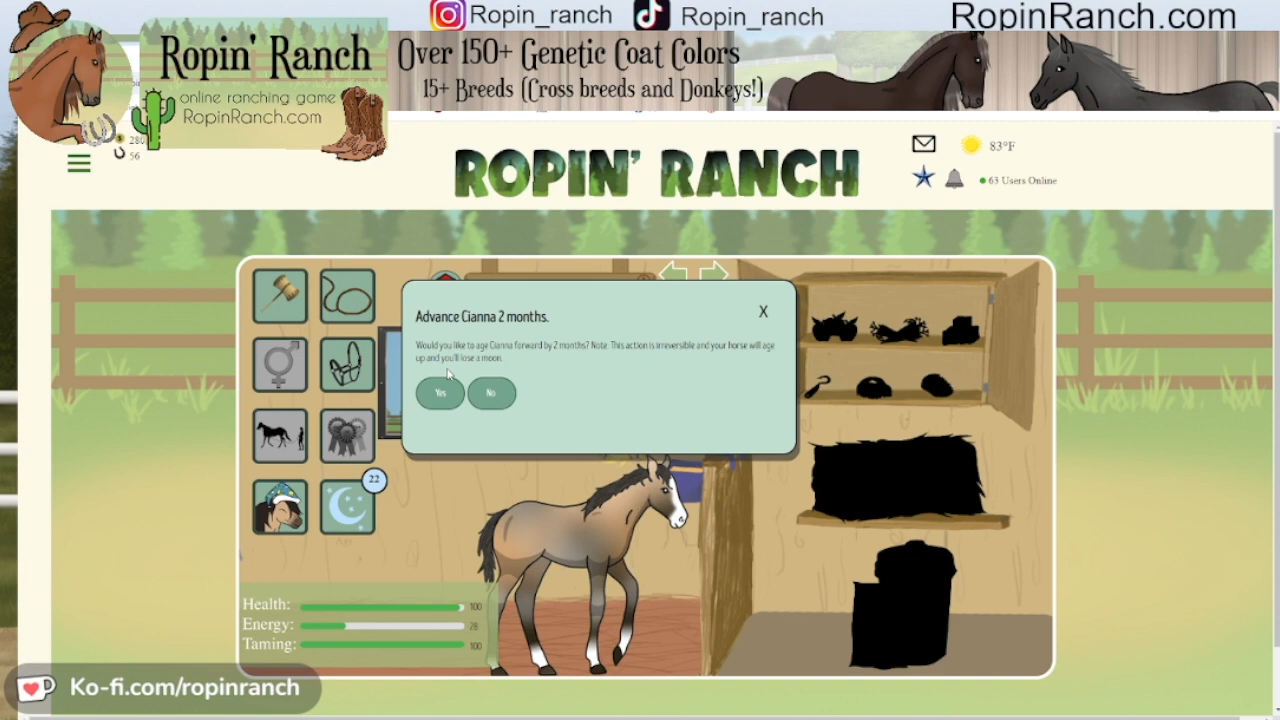 Ropin_ranch
Ropin_ranch
RopinRanch.com
Ropin' Ranch
online ranching game
RopinRanch.com
Over 150+ Genetic Coat Colors
15+ Breeds (Cross breeds and Donkeys!)
56
ROPIN' RANCH
83°F
63 Users Online
Advance Cianna 2 months.
X
Would you like to age Cianna forward by 2 months? Note: This action is irreversible and your horse will age
up and you'll lose a moon.
Yes
No
22
Health:
100
Energy:
28
Taming:
100
Ko-fi.com/ropinranch